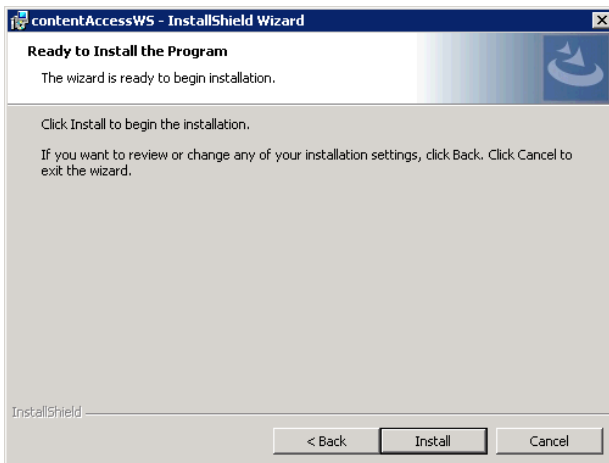 contentAccessWS - InstallShield Wizard
Ready to Install the Program
The wizard is ready to begin installation.
Click Install to begin the installation.
If you want to review or change any of your installation settings, click Back. Click Cancel to
exit the wizard.
InstallShield
< Back Install Cancel